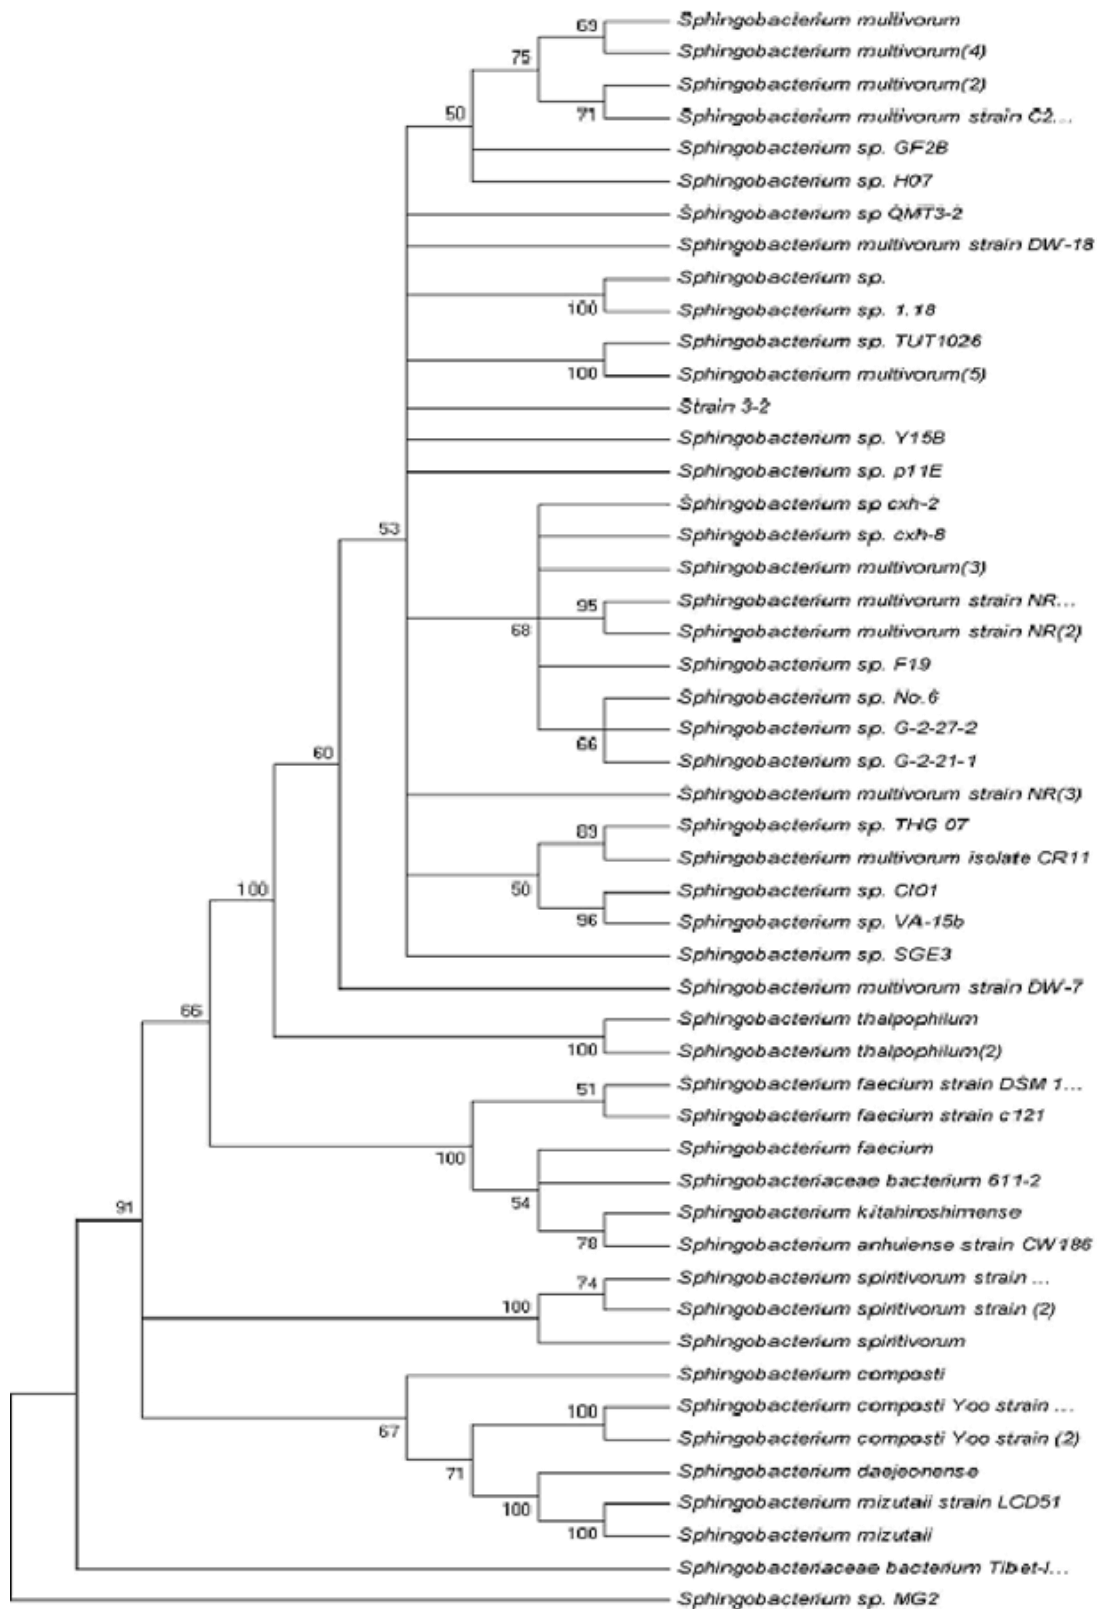 Sphingobacterium multivorum
69
Sphingobacterium multivorum(4)
75
Sphingobacterium multivorum(2)
71
Sphingobacterium multivorum strain C2...
50
Sphingobacterium sp. GF2B
Sphingobacterium sp. H07
Sphingobacterium sp QMT3-2
Sphingobacterium multivorum strain DW-18
Sphingobacterium sp.
100
Sphingobacterium sp. 1.18
Sphingobacterium sp. TUT1026
100
Sphingobacterium multivorum(5)
Strain 3-2
Sphingobacterium sp. Y15B
Sphingobacterium sp. p11E
Sphingobacterium sp cxh-2
53
Sphingobacterium sp. cxh-8
Sphingobacterium multivorum(3)
95
Sphingobacterium multivorum strain NR...
68
Sphingobacterium multivorum strain NR(2)
Sphingobacterium sp. F19
Sphingobacterium sp. No.6
Sphingobacterium sp. G-2-27-2
66
60
Sphingobacterium sp. G-2-21-1
Sphingobacterium multivorum strain NR(3)
Sphingobacterium sp. THG 07
89
Sphingobacterium multivorum isolate CR11
100
50
Sphingobacterium sp. CI01
96
Sphingobacterium sp. VA-15b
Sphingobacterium sp. SGE3
Sphingobacterium multivorum strain DW-7
66
Sphingobacterium thalpophilum
100
Sphingobacterium thalpophilum(2)
51
Sphingobacterium faecium strain DSM 1...
Sphingobacterium faecium strain c121
100
Sphingobacterium faecium
Sphingobacteriaceae bacterium 611-2
91
54
Sphingobacterium kitahiroshimense
78
Sphingobacterium anhuiense strain CW186
74
Sphingobacterium spiritivorum strain ...
100
Sphingobacterium spiritivorum strain (2)
Sphingobacterium spiritivorum
Sphingobacterium composti
67
100
Sphingobacterium composti Yoo strain ...
Sphingobacterium composti Yoo strain (2)
71
Sphingobacterium daejeonense
100
Sphingobacterium mizutaii strain LCD51
100
Sphingobacterium mizutaii
Sphingobacteriaceae bacterium Tibet-I...
Sphingobacterium sp. MG2